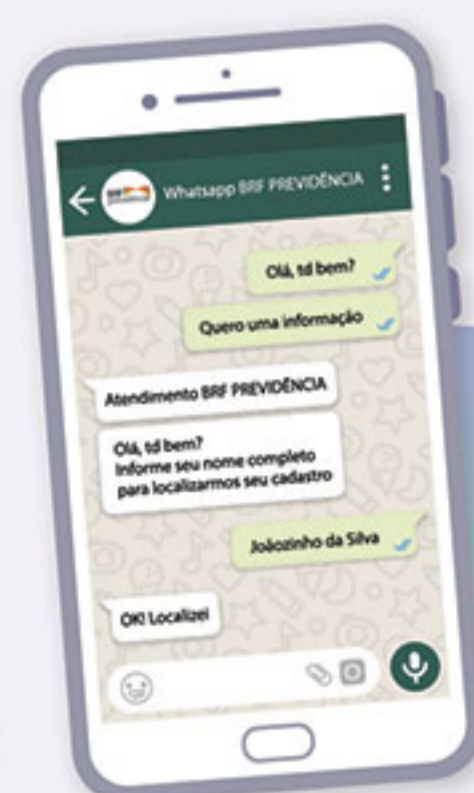 Whatsapp BRF PREVIDÊNCIA
Olá, td bem?
Quero uma informação
Atendimento BRF PREVIDÊNCIA
Olá, td bem?
Informe seu nome completo
para localizarmos seu cadastro
Joãozinho da Silva
OK! Localizei